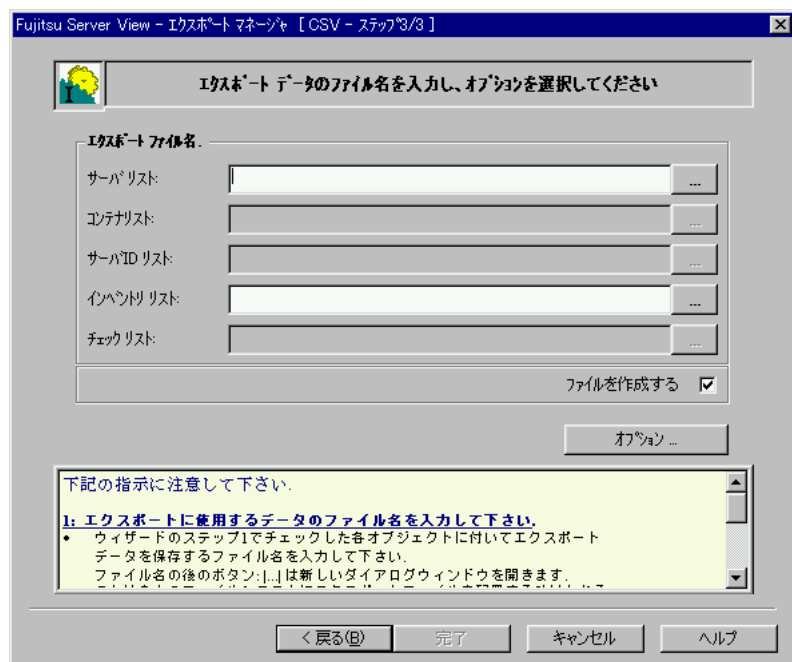 Fujitsu Server View - ｴｸｽﾎﾟｰﾄ ﾏﾈｰｼﾞｬ [ CSV - ｽﾃｯﾌﾟ3/3 ]
ｴｸｽﾎﾟｰﾄ ﾃﾞｰﾀのﾌｧｲﾙ名を入力し、ｵﾌﾟｼｮﾝを選択してください
ｴｸｽﾎﾟｰﾄ ﾌｧｲﾙ名.
ｻｰﾊﾞ ﾘｽﾄ:
...
ｺﾝﾃﾅﾘｽﾄ:
...
ｻｰﾊﾞID ﾘｽﾄ:
...
ｲﾝﾍﾞﾝﾄﾘ ﾘｽﾄ:
...
ﾁｪｯｸ ﾘｽﾄ:
...
ﾌｧｲﾙを作成する
ｵﾌﾟｼｮﾝ ...
下記の指示に注意して下さい.
1: エクスポートに使用するデータのファイル名を入力して下さい.
• ウィザードのステップ1でチェックした各オブジェクトに付いてエクスポート
データを保存するファイル名を入力して下さい.
ファイル名の後のボタン:[...] は新しいダイアログウィンドウを開きます.
< 戻る(B)
完了
ｷｬﾝｾﾙ
ﾍﾙﾌﾟ